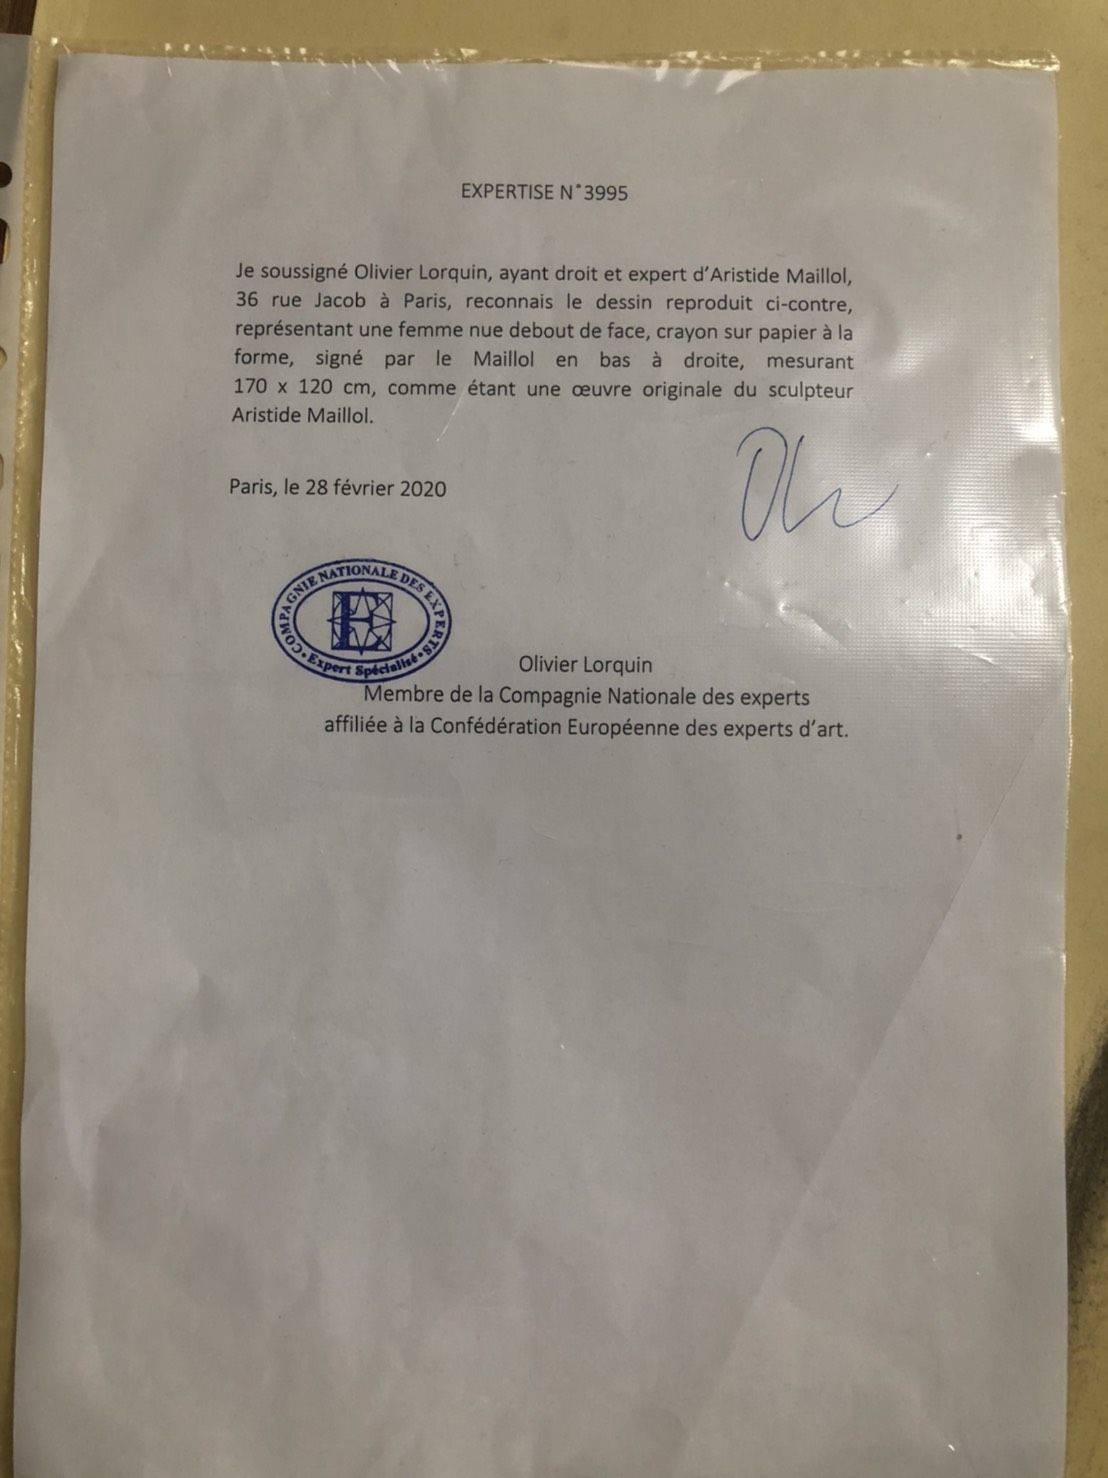 EXPERTISE N°3995
Je soussigné Olivier Lorquin, ayant droit et expert d’Aristide Maillol,
36 rue Jacob à Paris, reconnais le dessin reproduit ci-contre,
représentant une femme nue debout de face, crayon sur papier à la
forme, signé par le Maillol en bas à droite, mesurant
170 x 120 cm, comme étant une œuvre originale du sculpteur
Aristide Maillol.
Paris, le 28 février 2020
COMPAGNIE NATIONALE DES EXPERTS
E
Expert Spécialisé
Olivier Lorquin
Membre de la Compagnie Nationale des experts
affiliée à la Confédération Européenne des experts d’art.